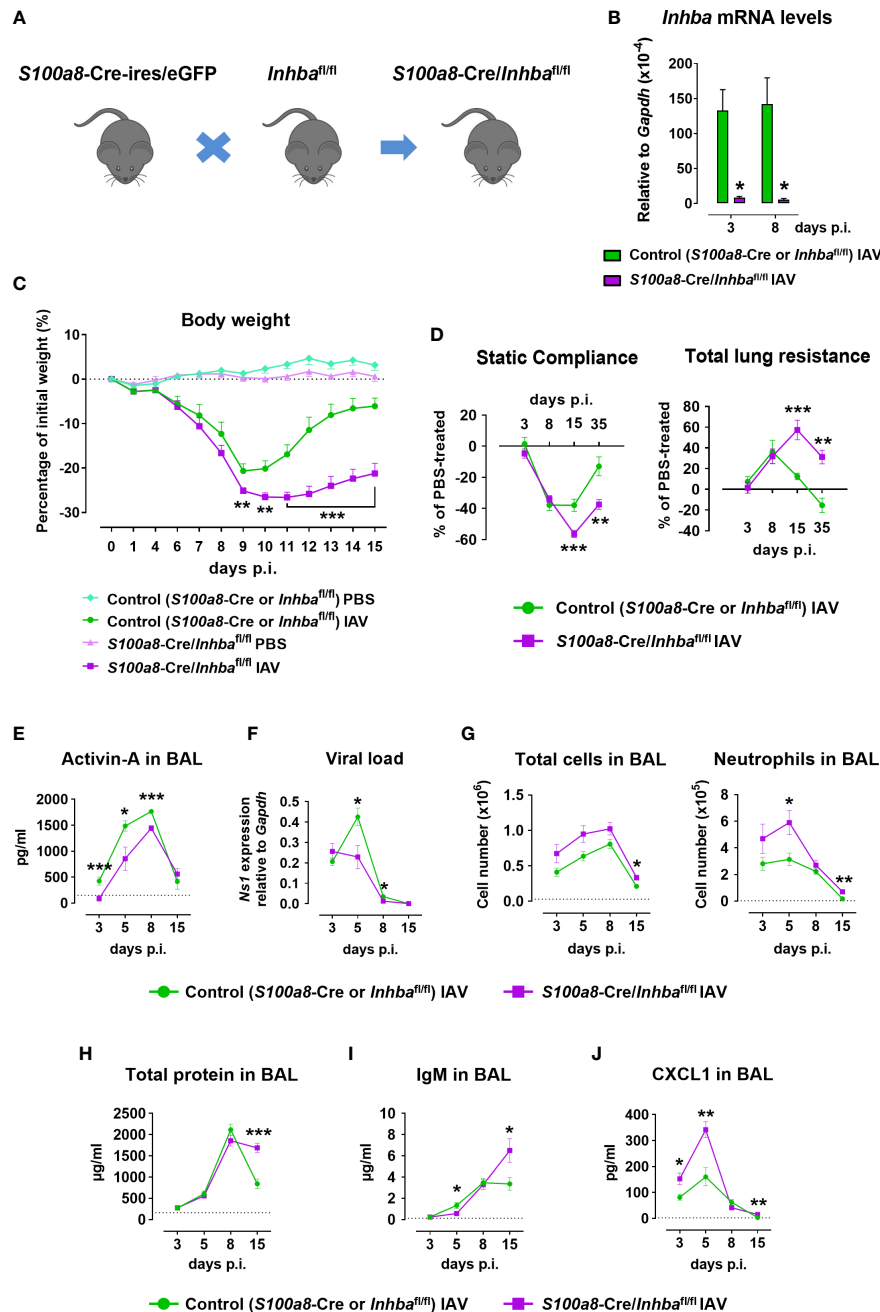 A
S100a8-Cre-ires/eGFP
Inhbafl/fl
S100a8-Cre/Inhbafl/fl
B
Inhba mRNA levels
Relative to Gapdh (x10-4)
200
150
100
50
0
*
*
3
8
days p.i.
Control (S100a8-Cre or Inhbafl/fl) IAV
S100a8-Cre/Inhbafl/fl IAV
C
Body weight
Percentage of initial weight (%)
10
0
-10
-20
-30
**
**
***
0 1 4 6 7 8 9 10 11 12 13 14 15
days p.i.
Control (S100a8-Cre or Inhbafl/fl) PBS
Control (S100a8-Cre or Inhbafl/fl) IAV
S100a8-Cre/Inhbafl/fl PBS
S100a8-Cre/Inhbafl/fl IAV
D
Static Compliance
% of PBS-treated
days p.i.
3 8 15 35
20
0
-20
-40
-60
***
**
Total lung resistance
% of PBS-treated
80
60
40
20
0
-20
-40
***
**
3 8 15 35
days p.i.
Control (S100a8-Cre or Inhbafl/fl) IAV
S100a8-Cre/Inhbafl/fl IAV
E
Activin-A in BAL
pg/ml
2000
1500
1000
500
0
***
*
***
3 5 8 15
days p.i.
F
Viral load
Ns1 expression
relative to Gapdh
0.5
0.4
0.3
0.2
0.1
0.0
*
*
3 5 8 15
days p.i.
G
Total cells in BAL
Cell number (x106)
1.5
1.0
0.5
0.0
*
3 5 8 15
days p.i.
Neutrophils in BAL
Cell number (x105)
8
6
4
2
0
*
**
3 5 8 15
days p.i.
Control (S100a8-Cre or Inhbafl/fl) IAV
S100a8-Cre/Inhbafl/fl IAV
H
Total protein in BAL
µg/ml
2500
2000
1500
1000
500
0
***
3 5 8 15
days p.i.
I
IgM in BAL
µg/ml
10
8
6
4
2
0
*
*
3 5 8 15
days p.i.
J
CXCL1 in BAL
pg/ml
400
300
200
100
0
*
**
**
3 5 8 15
days p.i.
Control (S100a8-Cre or Inhbafl/fl) IAV
S100a8-Cre/Inhbafl/fl IAV